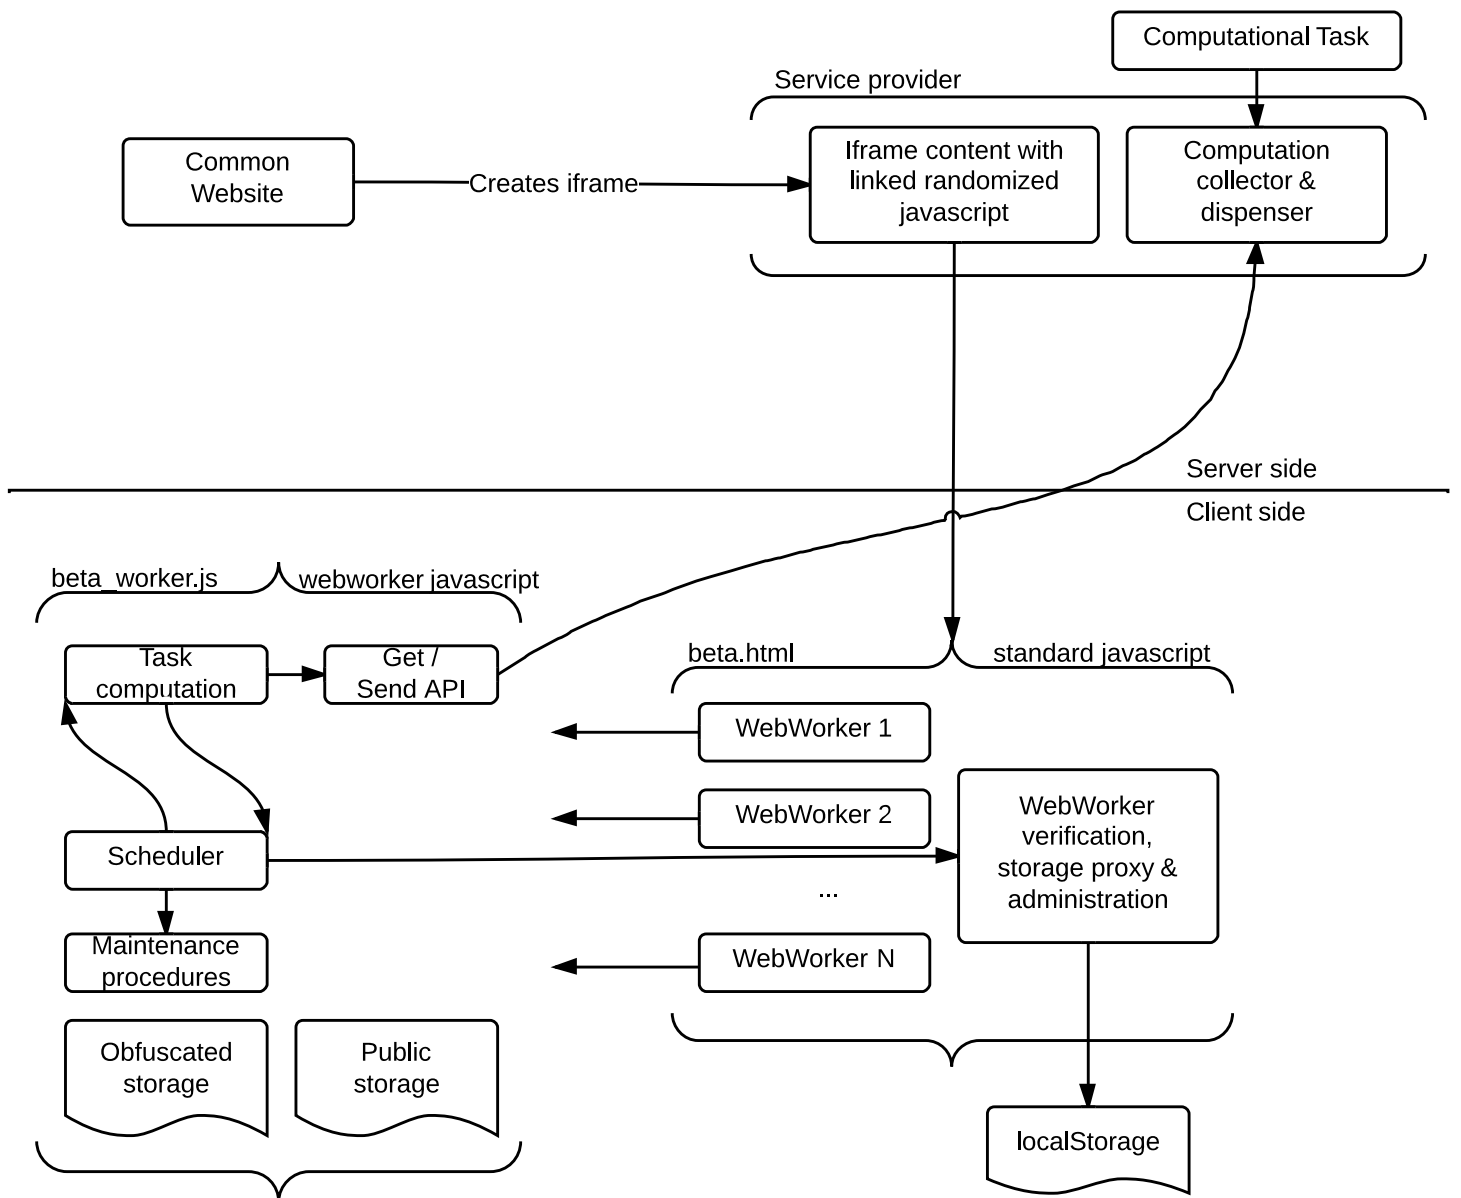 Computational Task
Service provider
Common
Website
Creates iframe
Iframe content with
linked randomized
javascript
Computation
collector &
dispenser
Server side
Client side
beta_worker.js
webworker javascript
Task
computation
Get /
Send API
beta.html
standard javascript
WebWorker 1
WebWorker 2
...
WebWorker N
WebWorker
verification,
storage proxy &
administration
Scheduler
Maintenance
procedures
Obfuscated
storage
Public
storage
localStorage